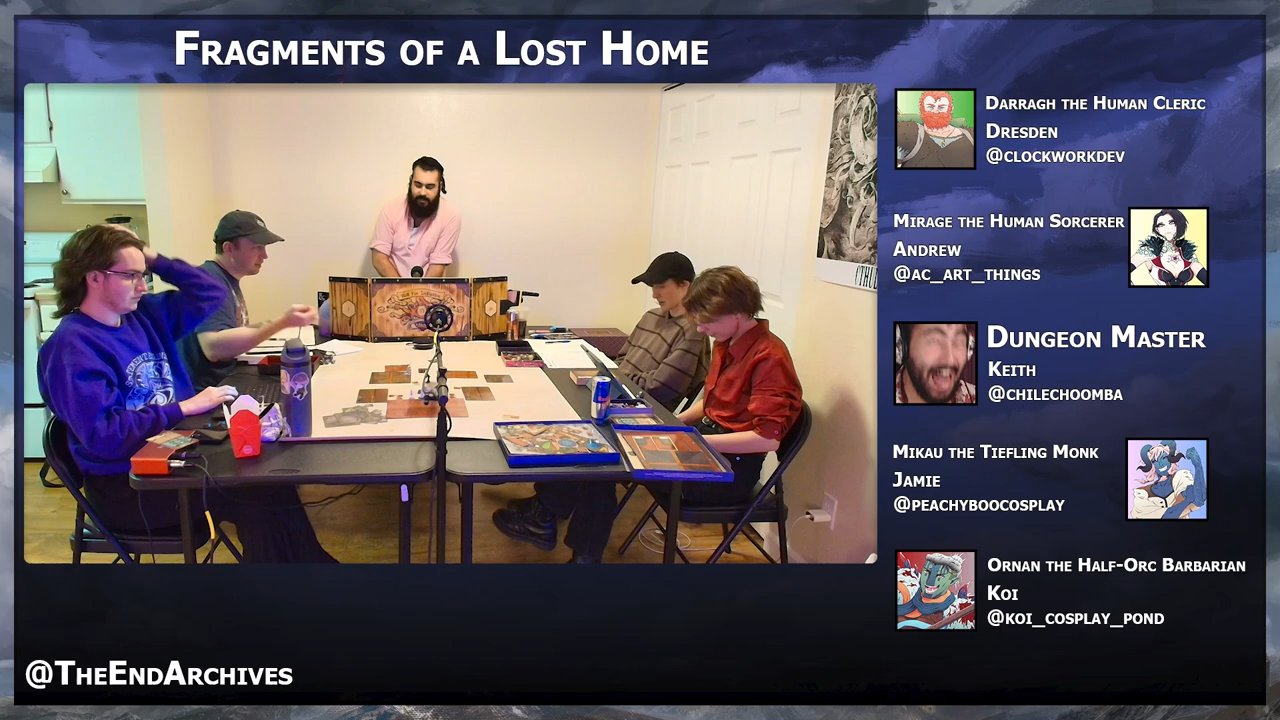 Fragments of a Lost Home
Darragh the Human Cleric
Dresden
@clockworkdev
Mirage the Human Sorcerer
Andrew
@ac_art_things
Dungeon Master
Keith
@chilechoomba
Mikau the Tiefling Monk
Jamie
@peachyboocosplay
Ornan the Half-Orc Barbarian
Koi
@koi_cosplay_pond
@TheEndArchives